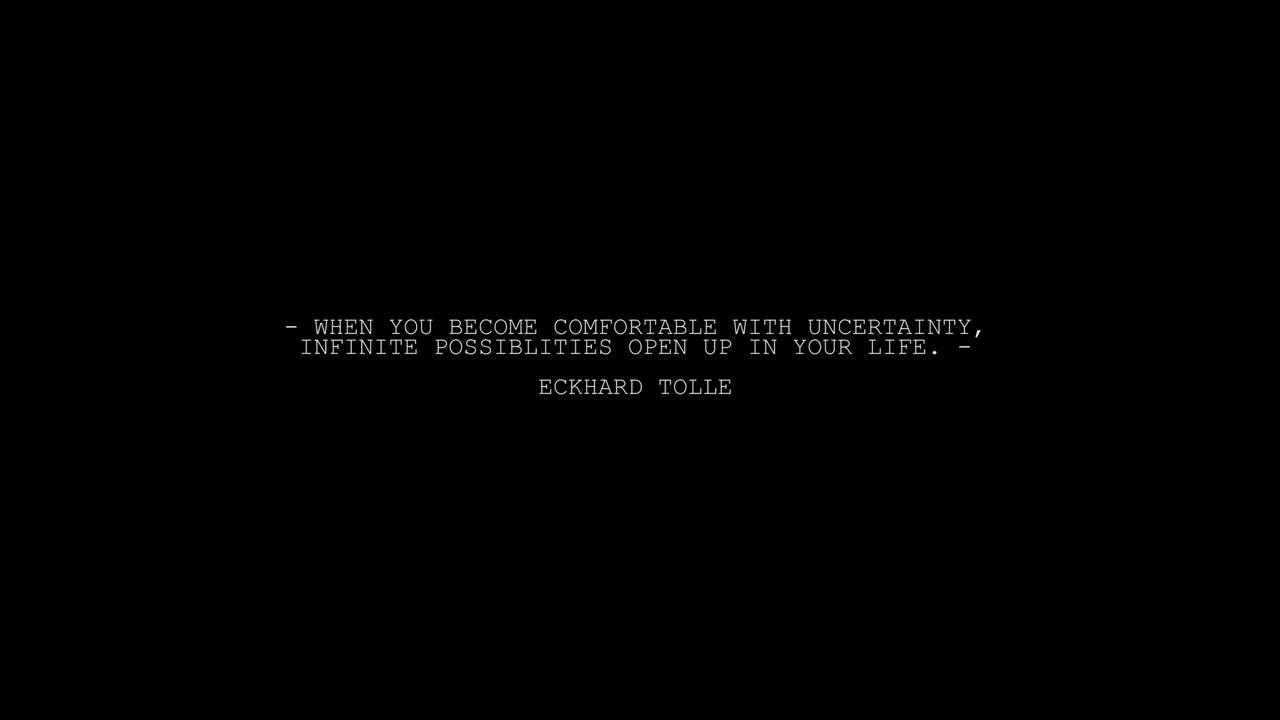 - WHEN YOU BECOME COMFORTABLE WITH UNCERTAINTY,
INFINITE POSSIBLITIES OPEN UP IN YOUR LIFE. -
ECKHARD TOLLE